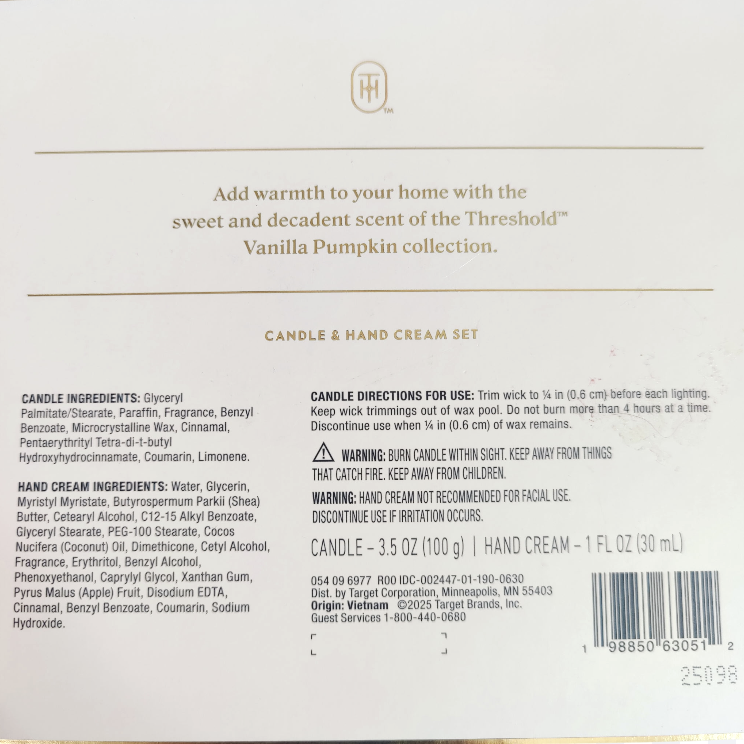 TH™
Add warmth to your home with the
sweet and decadent scent of the Threshold™
Vanilla Pumpkin collection.
CANDLE & HAND CREAM SET
CANDLE INGREDIENTS: Glyceryl
Palmitate/Stearate, Paraffin, Fragrance, Benzyl
Benzoate, Microcrystalline Wax, Cinnamal,
Pentaerythrityl Tetra-di-t-butyl
Hydroxyhydrocinnamate, Coumarin, Limonene.
HAND CREAM INGREDIENTS: Water, Glycerin,
Myristyl Myristate, Butyrospermum Parkii (Shea)
Butter, Cetearyl Alcohol, C12-15 Alkyl Benzoate,
Glyceryl Stearate, PEG-100 Stearate, Cocos
Nucifera (Coconut) Oil, Dimethicone, Cetyl Alcohol,
Fragrance, Erythritol, Benzyl Alcohol,
Phenoxyethanol, Caprylyl Glycol, Xanthan Gum,
Pyrus Malus (Apple) Fruit, Disodium EDTA,
Cinnamal, Benzyl Benzoate, Coumarin, Sodium
Hydroxide.
CANDLE DIRECTIONS FOR USE: Trim wick to ¼ in (0.6 cm) before each lighting.
Keep wick trimmings out of wax pool. Do not burn more than 4 hours at a time.
Discontinue use when ¼ in (0.6 cm) of wax remains.
WARNING: BURN CANDLE WITHIN SIGHT. KEEP AWAY FROM THINGS
THAT CATCH FIRE. KEEP AWAY FROM CHILDREN.
WARNING: HAND CREAM NOT RECOMMENDED FOR FACIAL USE.
DISCONTINUE USE IF IRRITATION OCCURS.
CANDLE – 3.5 OZ (100 g) | HAND CREAM – 1 FL OZ (30 mL)
054 09 6977 R00 IDC-002447-01-190-0630
Dist. by Target Corporation, Minneapolis, MN 55403
Origin: Vietnam ©2025 Target Brands, Inc.
Guest Services 1-800-440-0680
1 98850 63051 2
25098